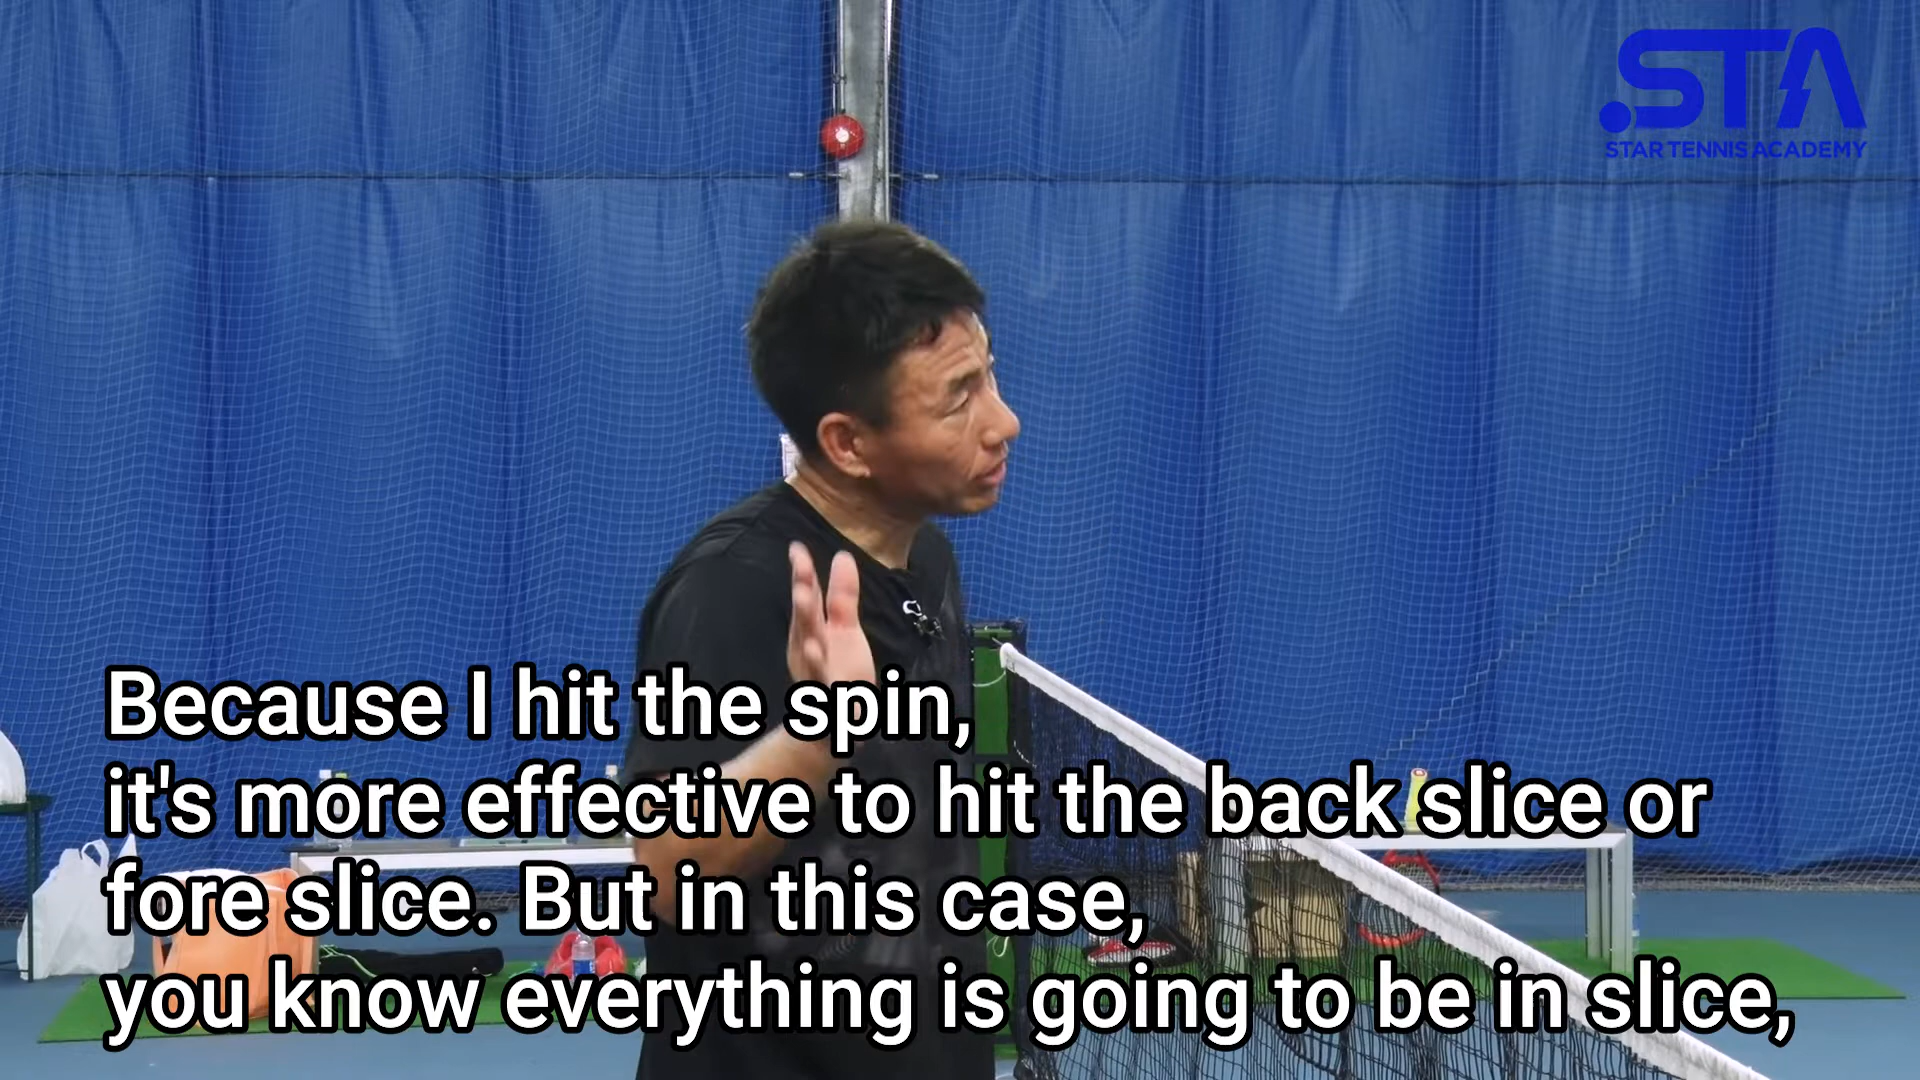 STA
STAR TENNIS ACADEMY
Because I hit the spin,
it's more effective to hit the back slice or
fore slice. But in this case,
you know everything is going to be in slice,